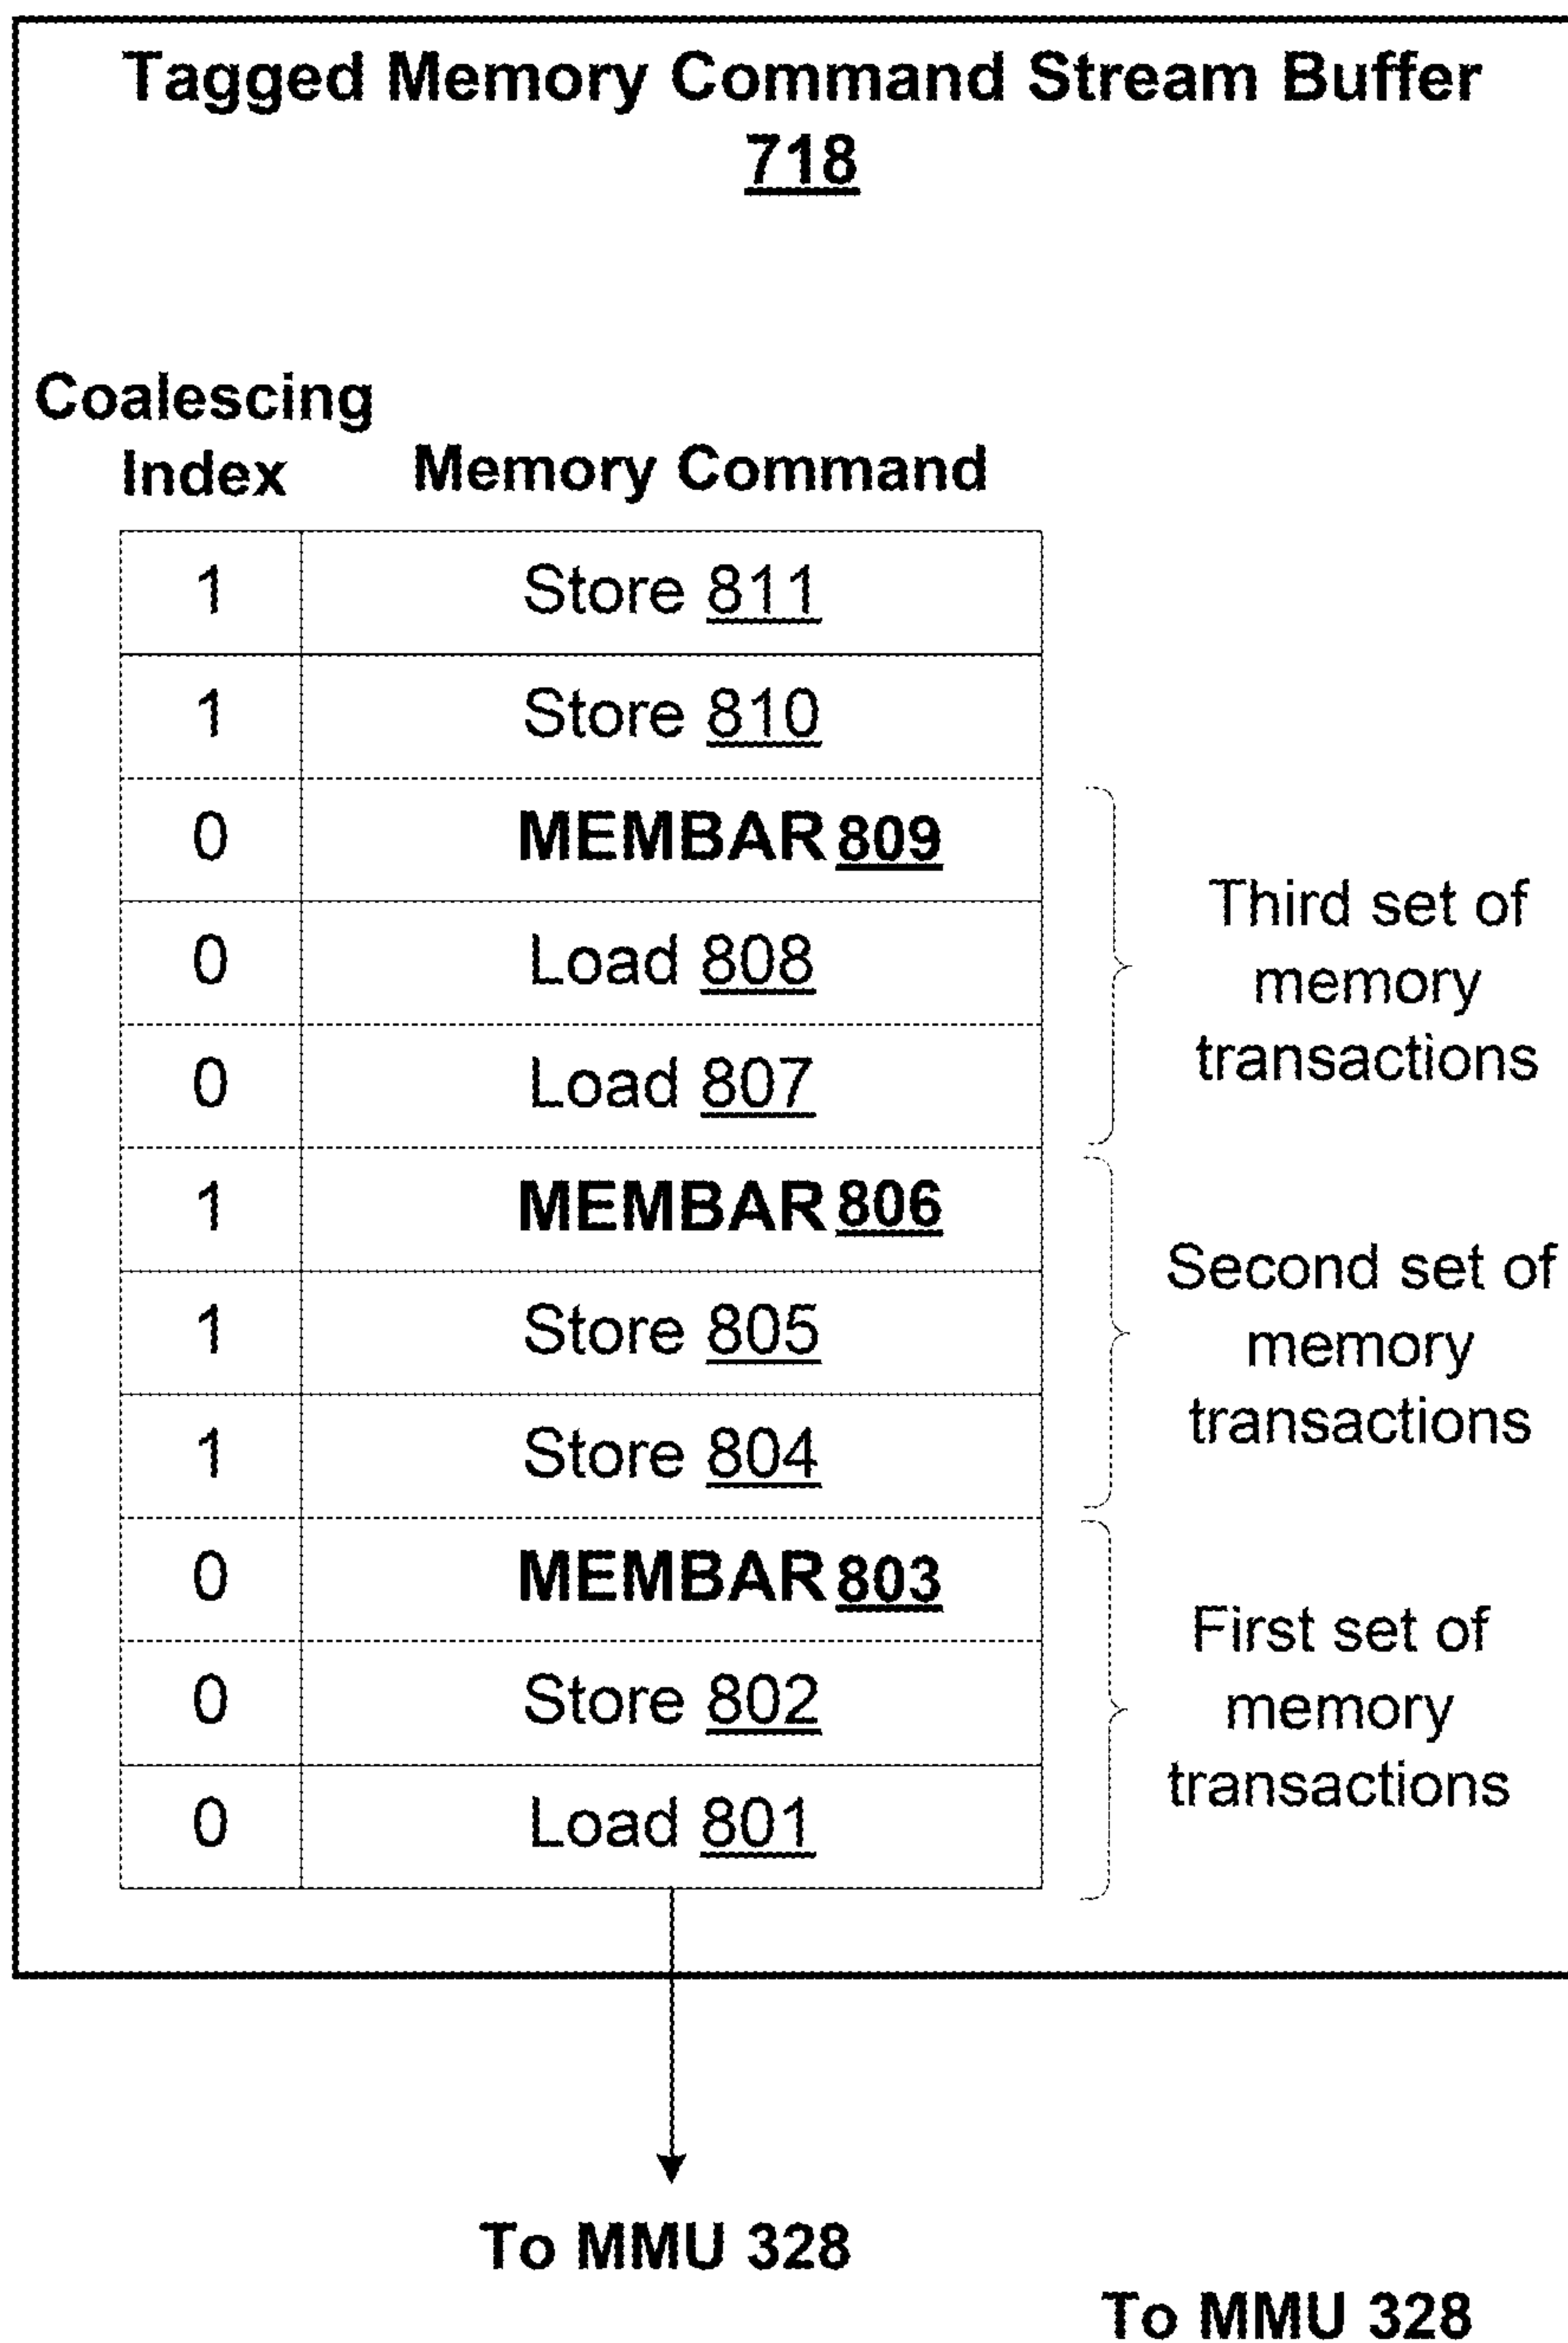 Tagged Memory Command Stream Buffer
718
Coalescing
Index
Memory Command
1 Store 811
1 Store 810
0 MEMBAR 809
0 Load 808
0 Load 807
Third set of
memory
transactions
1 MEMBAR 806
1 Store 805
1 Store 804
Second set of
memory
transactions
0 MEMBAR 803
0 Store 802
0 Load 801
First set of
memory
transactions
To MMU 328
To MMU 328